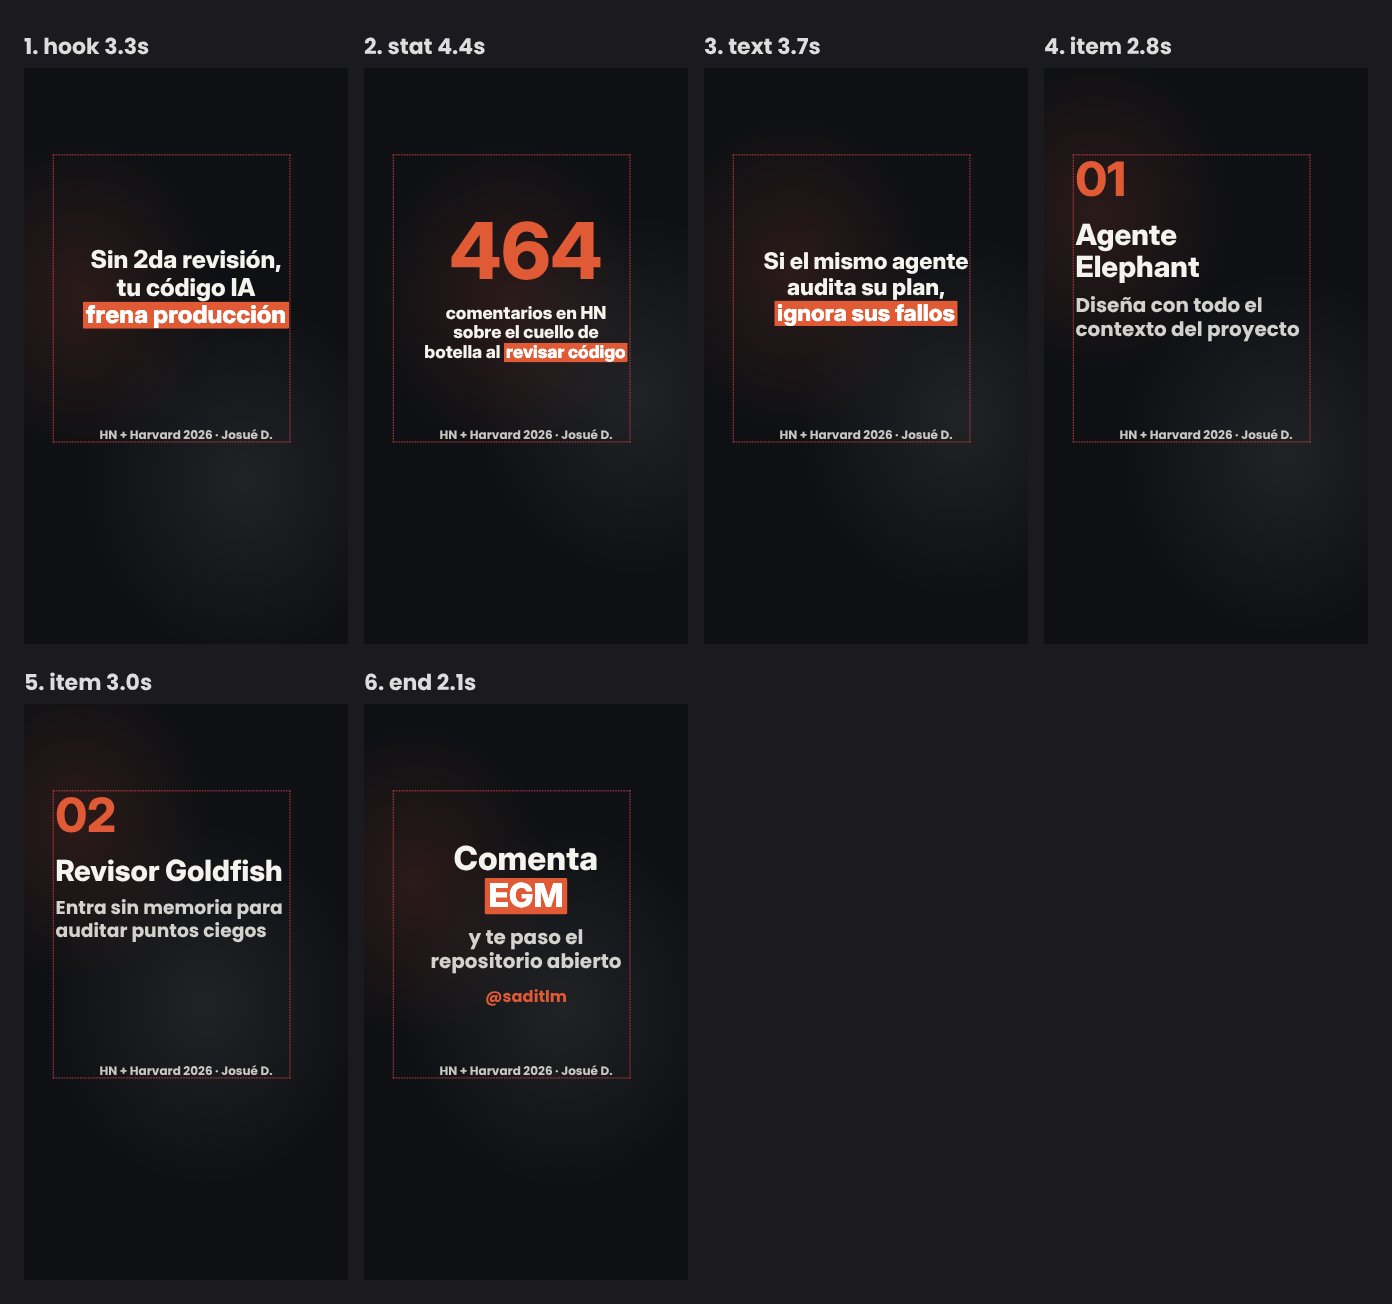 1. hook 3.3s
Sin 2da revisión,
tu código IA
frena producción
HN + Harvard 2026 · Josué D.
2. stat 4.4s
464
comentarios en HN
sobre el cuello de
botella al revisar código
HN + Harvard 2026 · Josué D.
3. text 3.7s
Si el mismo agente
audita su plan,
ignora sus fallos
HN + Harvard 2026 · Josué D.
4. item 2.8s
01
Agente
Elephant
Diseña con todo el
contexto del proyecto
HN + Harvard 2026 · Josué D.
5. item 3.0s
02
Revisor Goldfish
Entra sin memoria para
auditar puntos ciegos
HN + Harvard 2026 · Josué D.
6. end 2.1s
Comenta
EGM
y te paso el
repositorio abierto
@saditlm
HN + Harvard 2026 · Josué D.